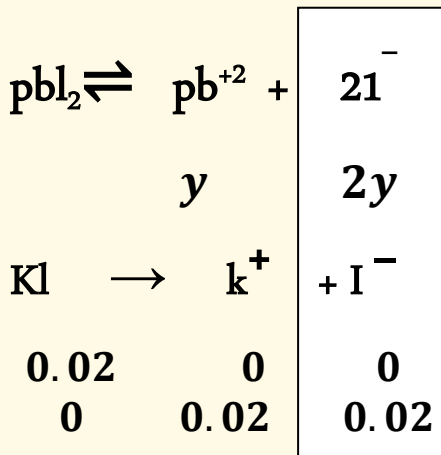 pbl₂ ⇌ pb⁺² + 21⁻
y 2y
Kl → k⁺ + I⁻
0.02 0 0
0 0.02 0.02